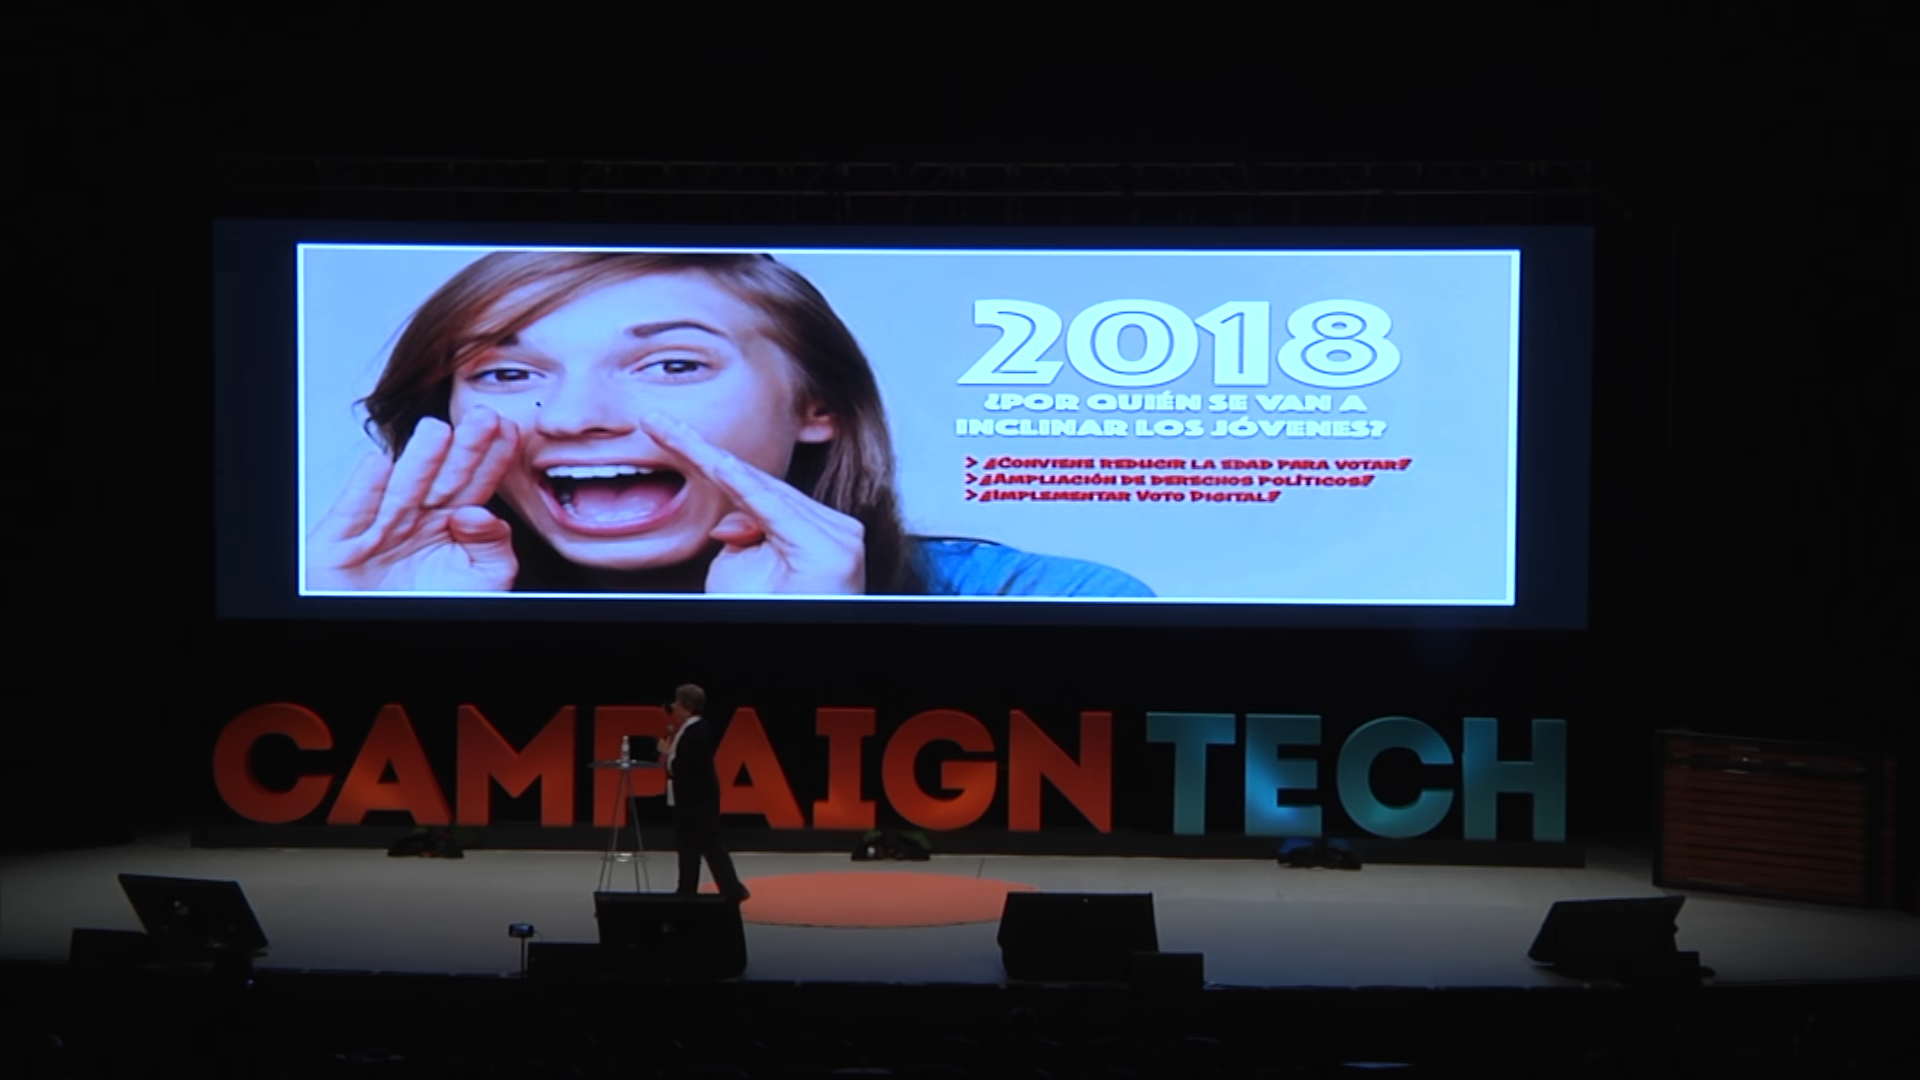 2018
¿POR QUIÉN SE VAN A
INCLINAR LOS JÓVENES?
> ¿CONVIENE REDUCIR LA EDAD PARA VOTAR?
> ¿AMPLIACIÓN DE DERECHOS POLÍTICOS?
> ¿IMPLEMENTAR VOTO DIGITAL?
CAMPAIGN TECH